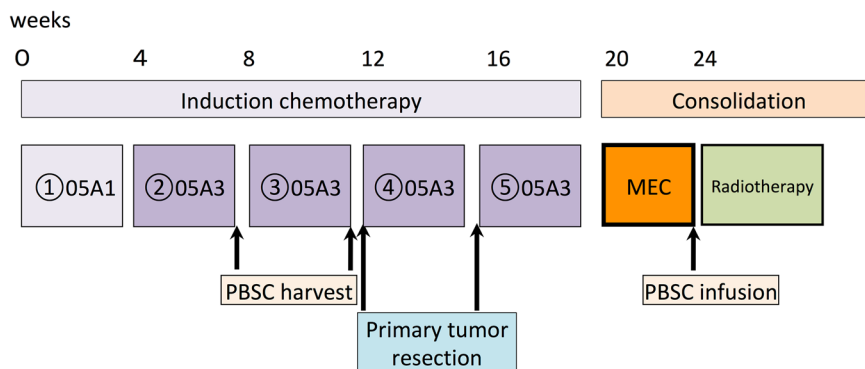 weeks
0 4 8 12 16 20 24
Induction chemotherapy Consolidation
①05A1 ②05A3 ③05A3 ④05A3 ⑤05A3 MEC Radiotherapy
PBSC harvest PBSC infusion
Primary tumor
resection